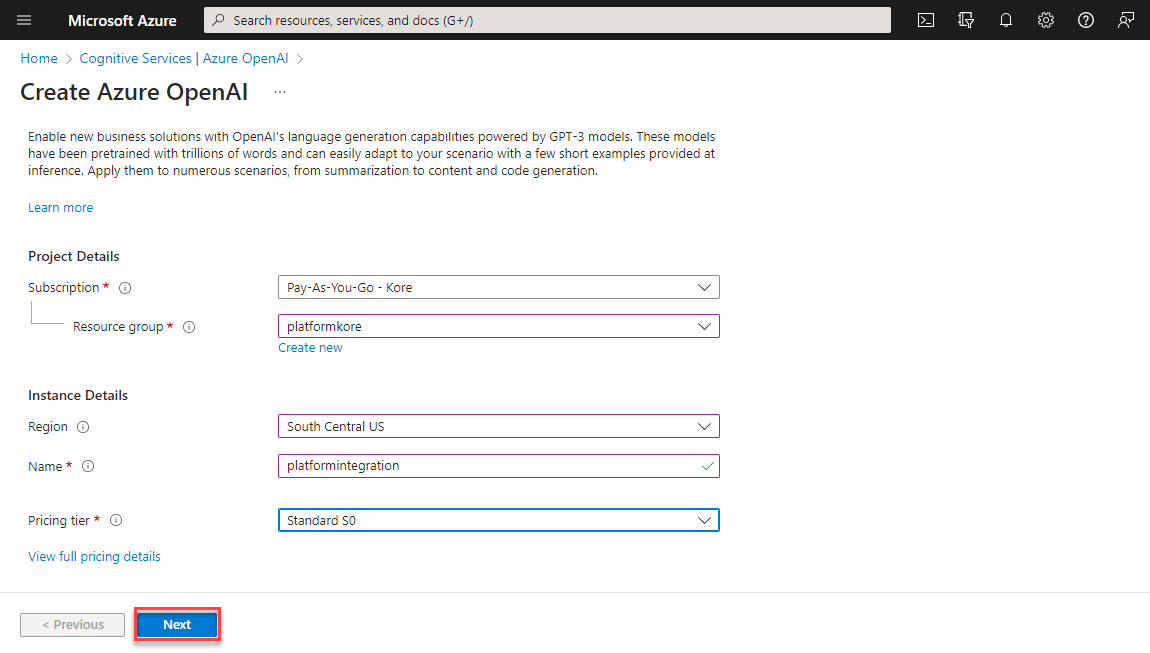 Microsoft Azure
Search resources, services, and docs (G+/)
Home > Cognitive Services | Azure OpenAI >
Create Azure OpenAI ...
Enable new business solutions with OpenAI's language generation capabilities powered by GPT-3 models. These models
have been pretrained with trillions of words and can easily adapt to your scenario with a few short examples provided at
inference. Apply them to numerous scenarios, from summarization to content and code generation.
Learn more
Project Details
Subscription *
Pay-As-You-Go - Kore
Resource group *
platformkore
Create new
Instance Details
Region
South Central US
Name *
platformintegration
Pricing tier *
Standard S0
View full pricing details
< Previous
Next